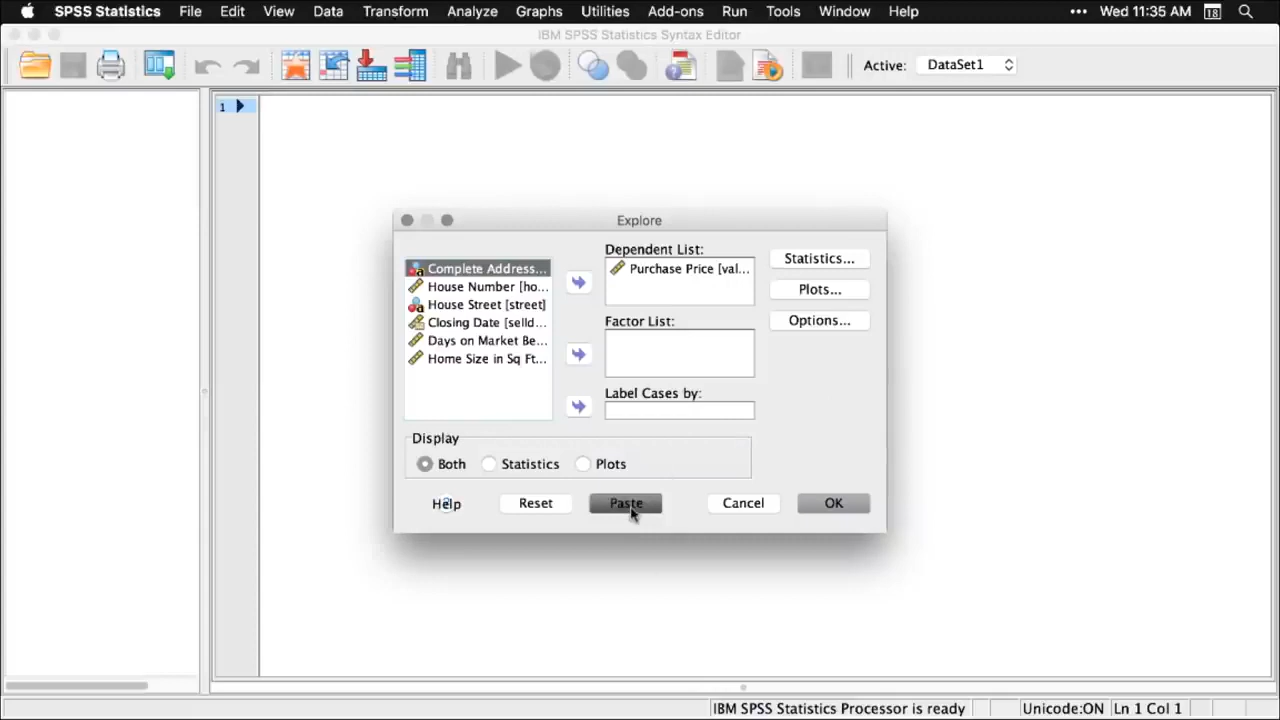 SPSS Statistics File Edit View Data Transform Analyze Graphs Utilities Add-ons Run Tools Window Help ••• Wed 11:35 AM 18
IBM SPSS Statistics Syntax Editor
Active: DataSet1
1
Explore
Complete Address...
House Number [ho...
House Street [street]
Closing Date [selld...
Days on Market Be...
Home Size in Sq Ft...
Dependent List:
Purchase Price [val...
Factor List:
Label Cases by:
Statistics...
Plots...
Options...
Display
Both Statistics Plots
Help Reset Paste Cancel OK
IBM SPSS Statistics Processor is ready Unicode:ON Ln 1 Col 1